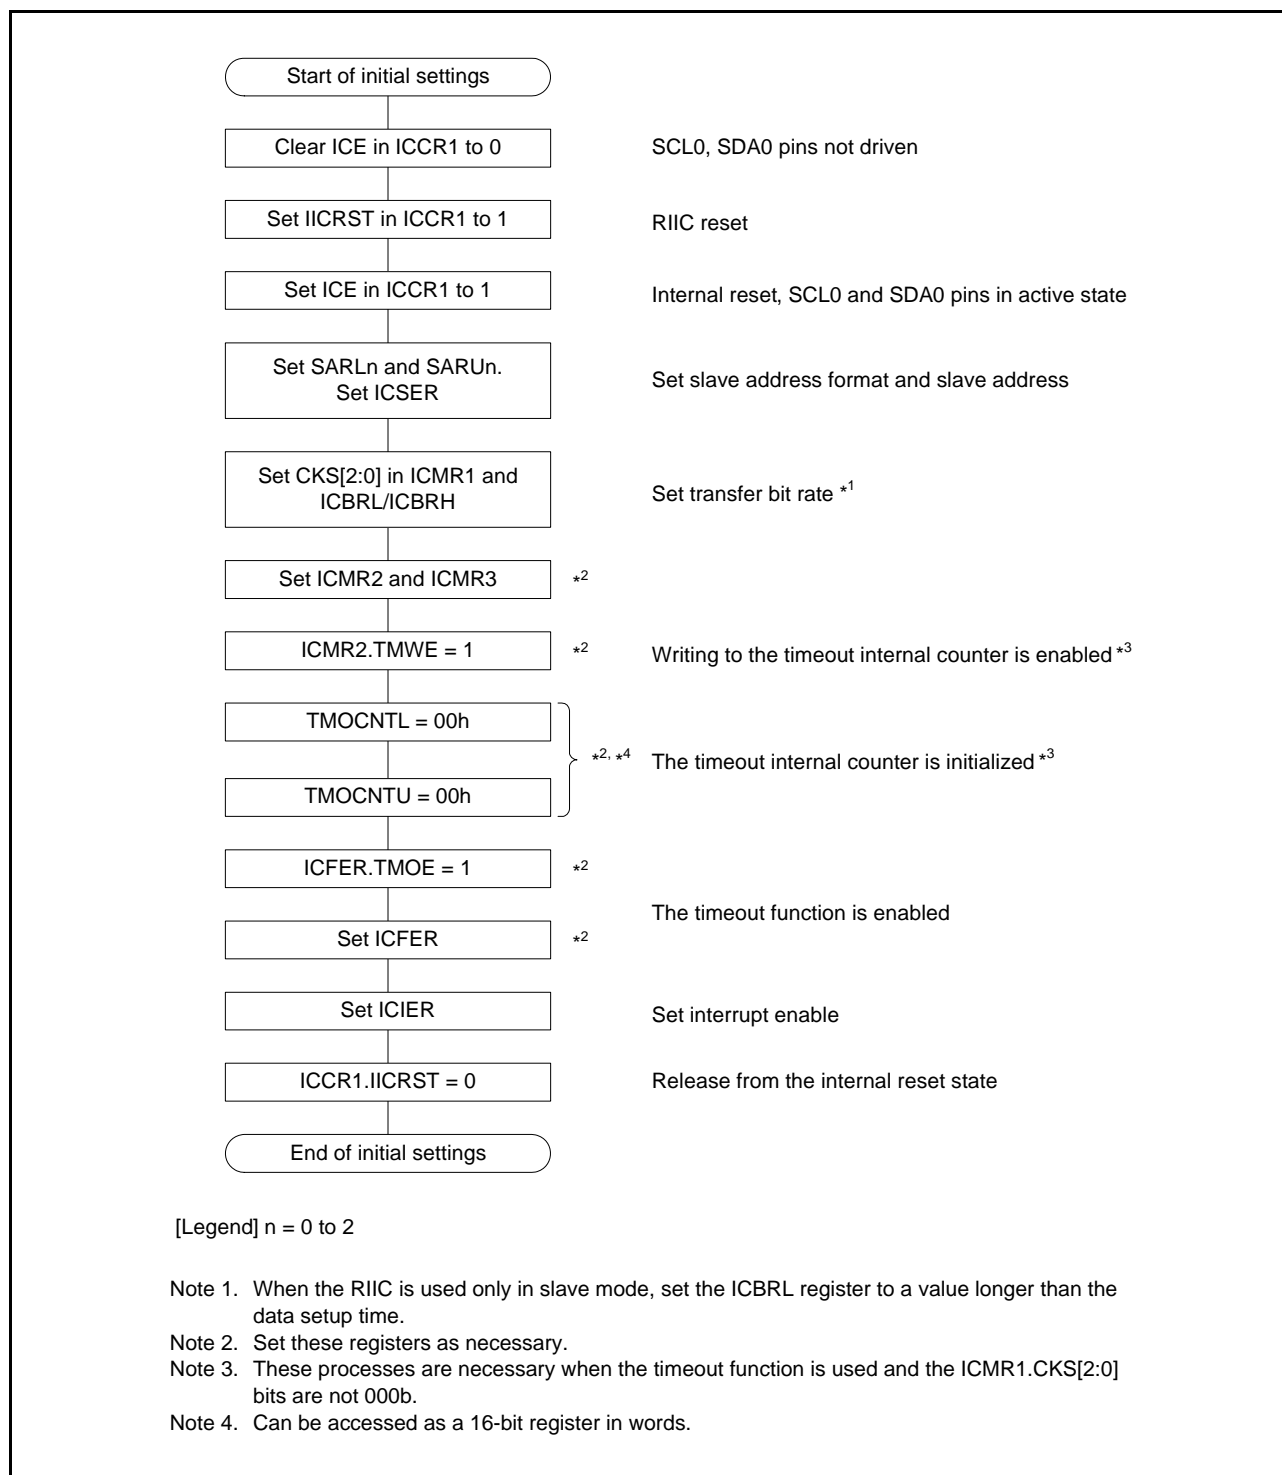 Start of initial settings
Clear ICE in ICCR1 to 0
SCL0, SDA0 pins not driven
Set IICRST in ICCR1 to 1
RIIC reset
Set ICE in ICCR1 to 1
Internal reset, SCL0 and SDA0 pins in active state
Set SARLn and SARUn.
Set ICSER
Set slave address format and slave address
Set CKS[2:0] in ICMR1 and
ICBRL/ICBRH
Set transfer bit rate *1
Set ICMR2 and ICMR3 *2
ICMR2.TMWE = 1 *2
Writing to the timeout internal counter is enabled *3
TMOCNTL = 00h
*2, *4 The timeout internal counter is initialized *3
TMOCNTU = 00h
ICFER.TMOE = 1 *2
The timeout function is enabled
Set ICFER *2
Set ICIER
Set interrupt enable
ICCR1.IICRST = 0
Release from the internal reset state
End of initial settings
[Legend] n = 0 to 2
Note 1. When the RIIC is used only in slave mode, set the ICBRL register to a value longer than the
data setup time.
Note 2. Set these registers as necessary.
Note 3. These processes are necessary when the timeout function is used and the ICMR1.CKS[2:0]
bits are not 000b.
Note 4. Can be accessed as a 16-bit register in words.